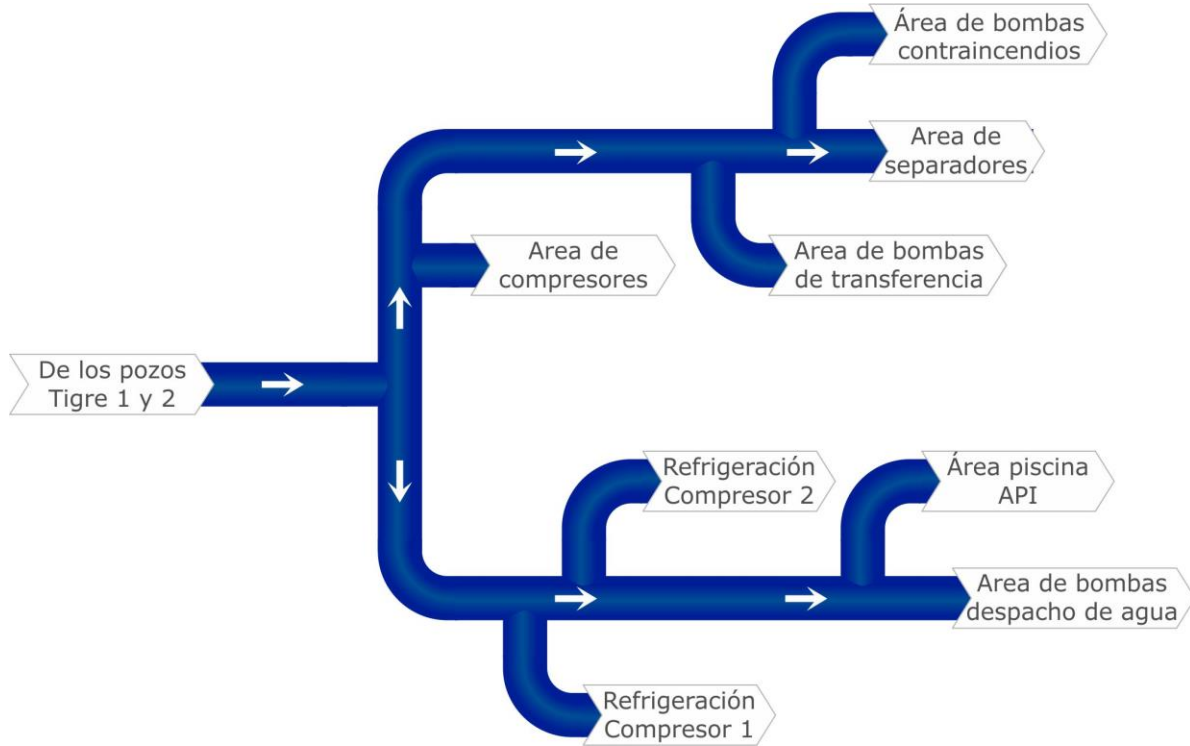 Área de bombas
contraincendios
Area de
separadores.
Area de
compresores
Area de bombas
de transferencia
De los pozos
Tigre 1 y 2
Refrigeración
Compresor 2
Área piscina
API
Area de bombas
despacho de agua
Refrigeración
Compresor 1